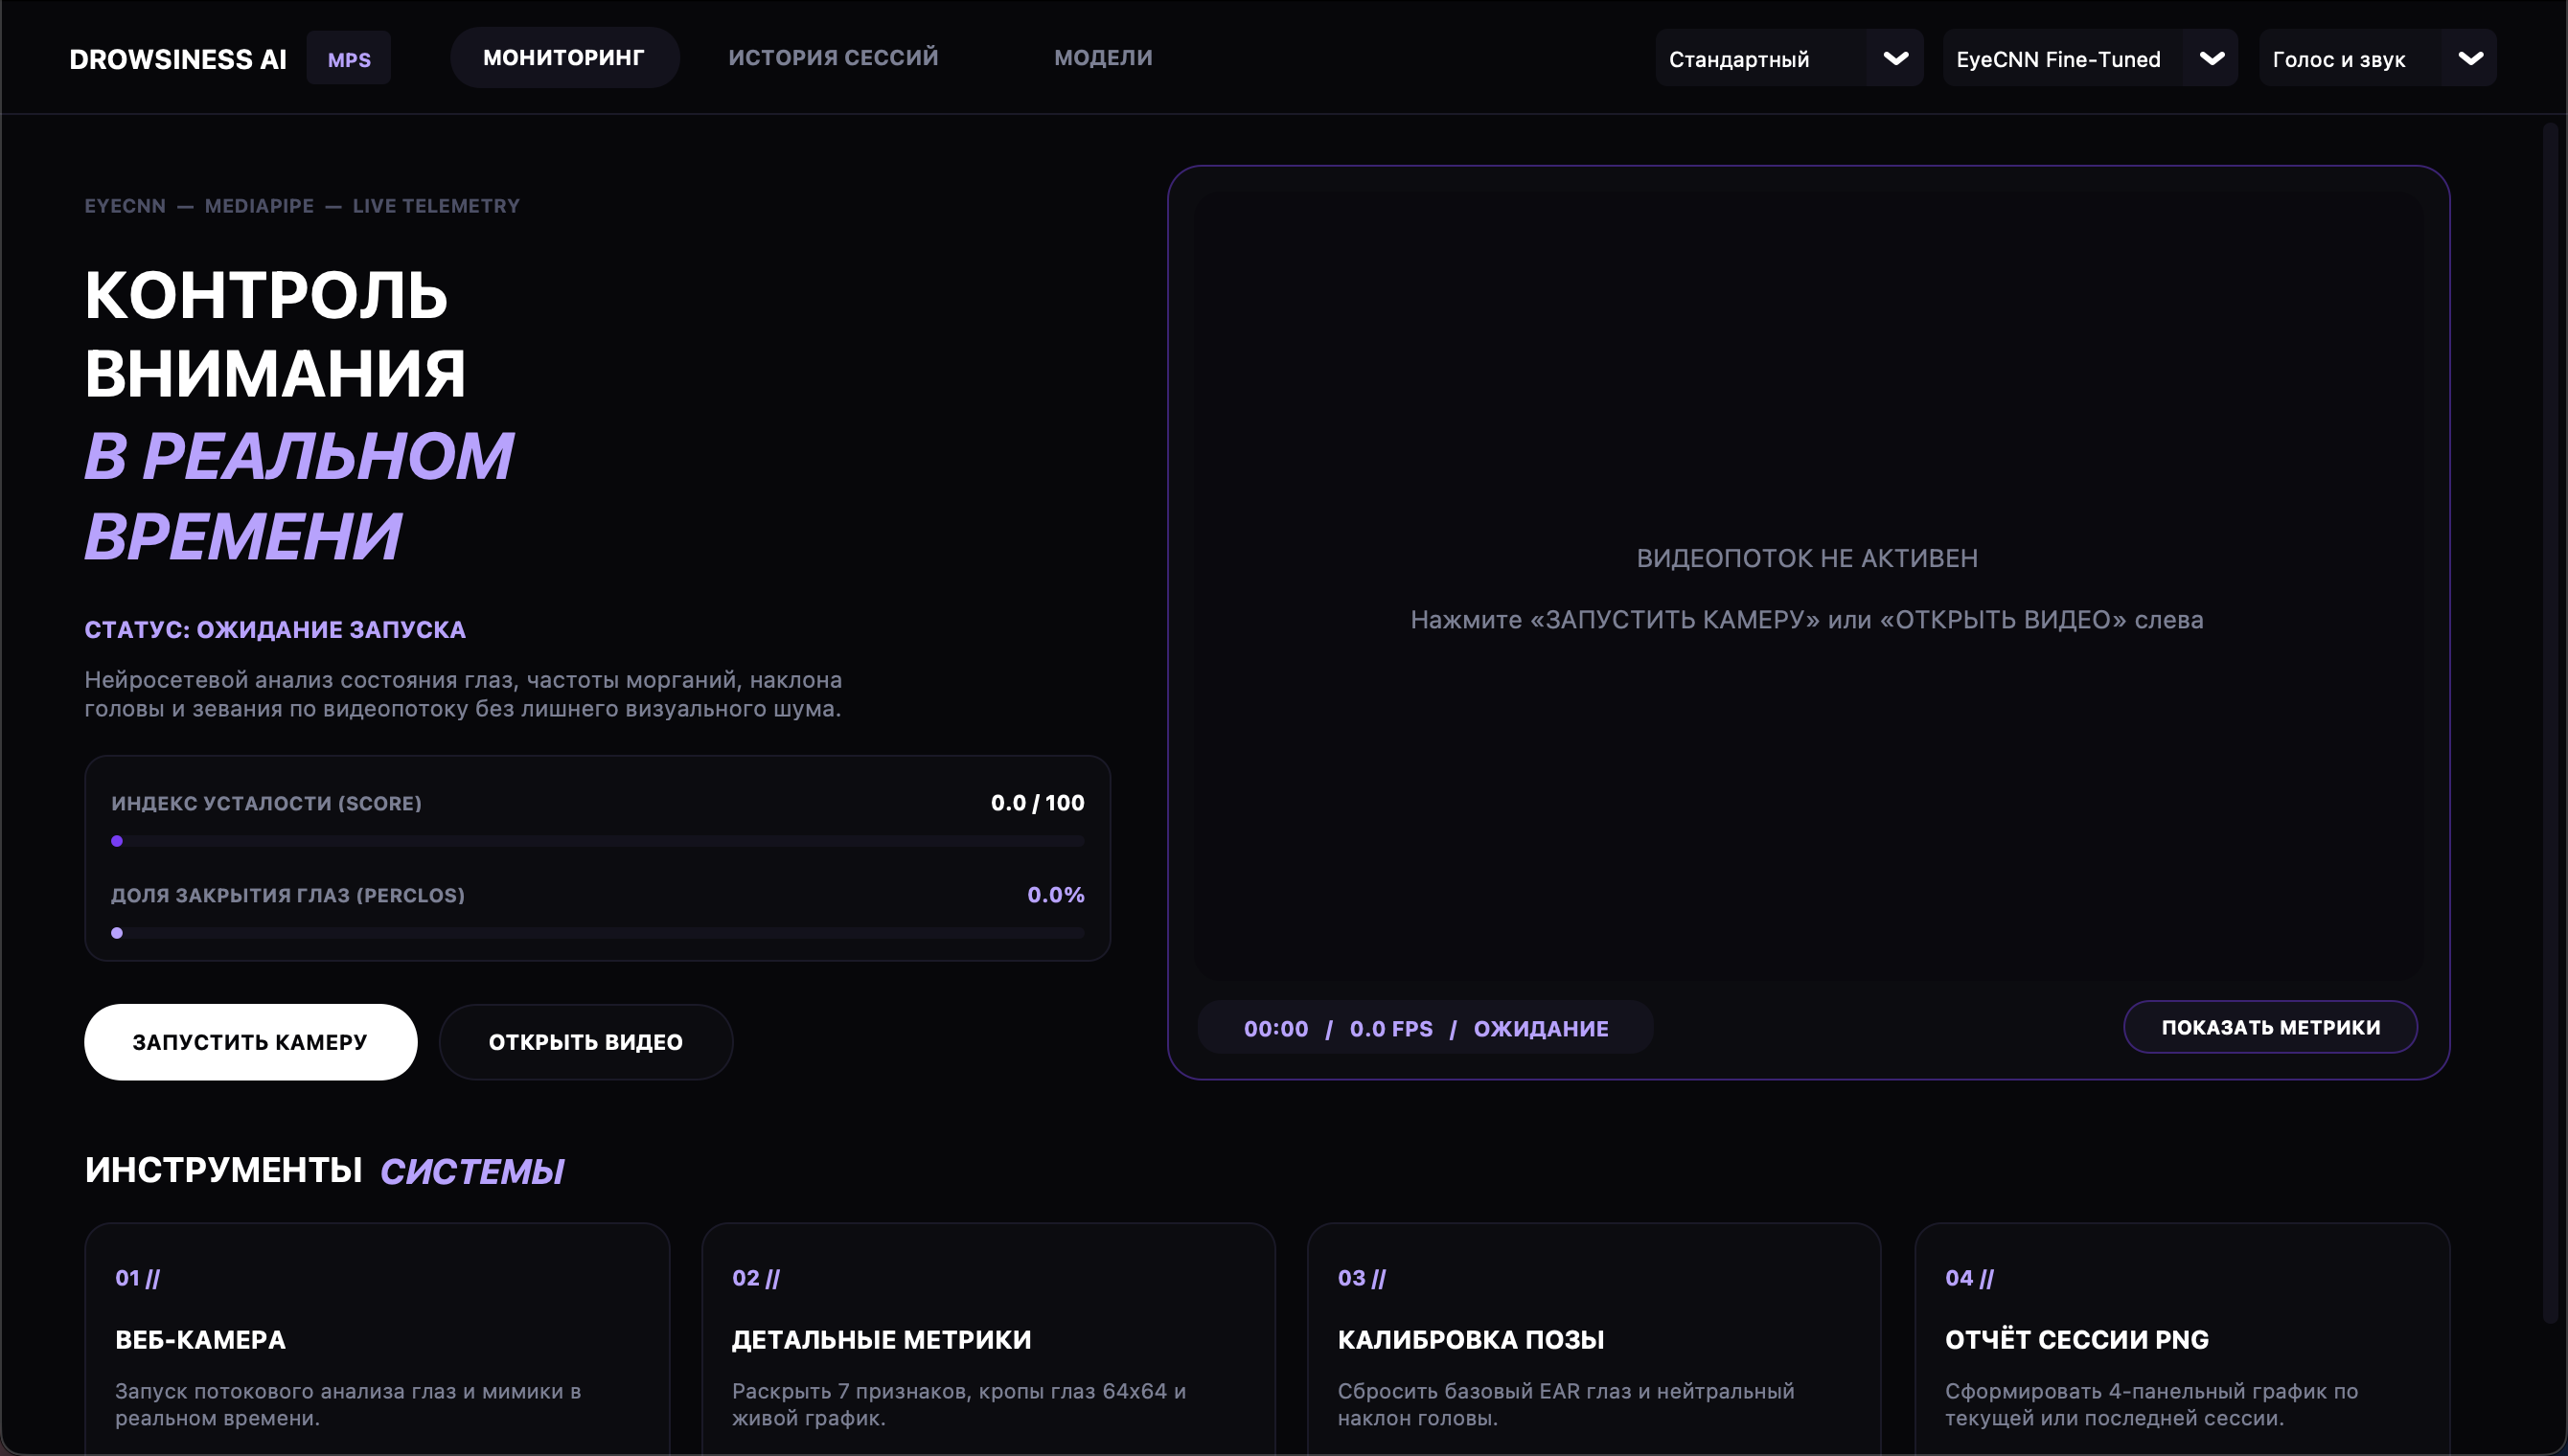 DROWSINESS AI
MPS
МОНИТОРИНГ
ИСТОРИЯ СЕССИЙ
МОДЕЛИ
Стандартный
EyeCNN Fine-Tuned
Голос и звук
EYECNN — MEDIAPIPE — LIVE TELEMETRY
КОНТРОЛЬ
ВНИМАНИЯ
В РЕАЛЬНОМ
ВРЕМЕНИ
СТАТУС: ОЖИДАНИЕ ЗАПУСКА
Нейросетевой анализ состояния глаз, частоты морганий, наклона
головы и зевания по видеопотоку без лишнего визуального шума.
ИНДЕКС УСТАЛОСТИ (SCORE)
0.0 / 100
ДОЛЯ ЗАКРЫТИЯ ГЛАЗ (PERCLOS)
0.0%
ЗАПУСТИТЬ КАМЕРУ
ОТКРЫТЬ ВИДЕО
ВИДЕОПОТОК НЕ АКТИВЕН
Нажмите «ЗАПУСТИТЬ КАМЕРУ» или «ОТКРЫТЬ ВИДЕО» слева
00:00 / 0.0 FPS / ОЖИДАНИЕ
ПОКАЗАТЬ МЕТРИКИ
ИНСТРУМЕНТЫ СИСТЕМЫ
01 //
ВЕБ-КАМЕРА
Запуск потокового анализа глаз и мимики в
реальном времени.
02 //
ДЕТАЛЬНЫЕ МЕТРИКИ
Раскрыть 7 признаков, кропы глаз 64x64 и
живой график.
03 //
КАЛИБРОВКА ПОЗЫ
Сбросить базовый EAR глаз и нейтральный
наклон головы.
04 //
ОТЧЁТ СЕССИИ PNG
Сформировать 4-панельный график по
текущей или последней сессии.